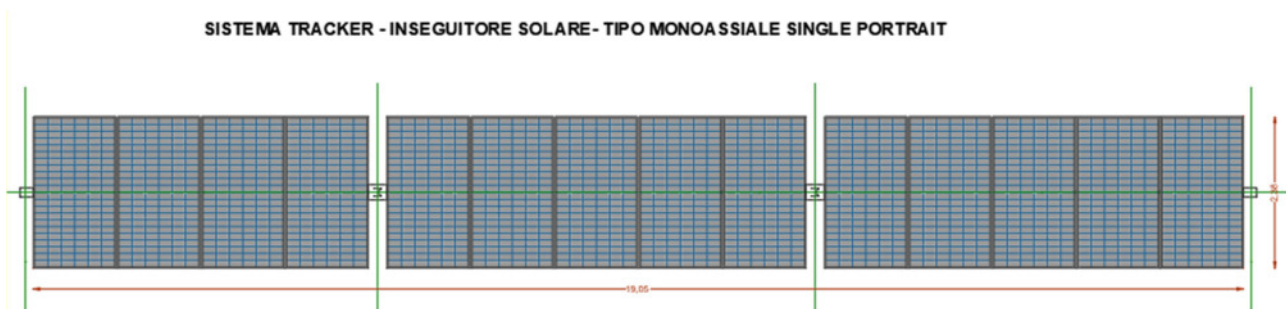 SISTEMA TRACKER - INSEGUITORE SOLARE- TIPO MONOASSIALE SINGLE PORTRAIT
19,05